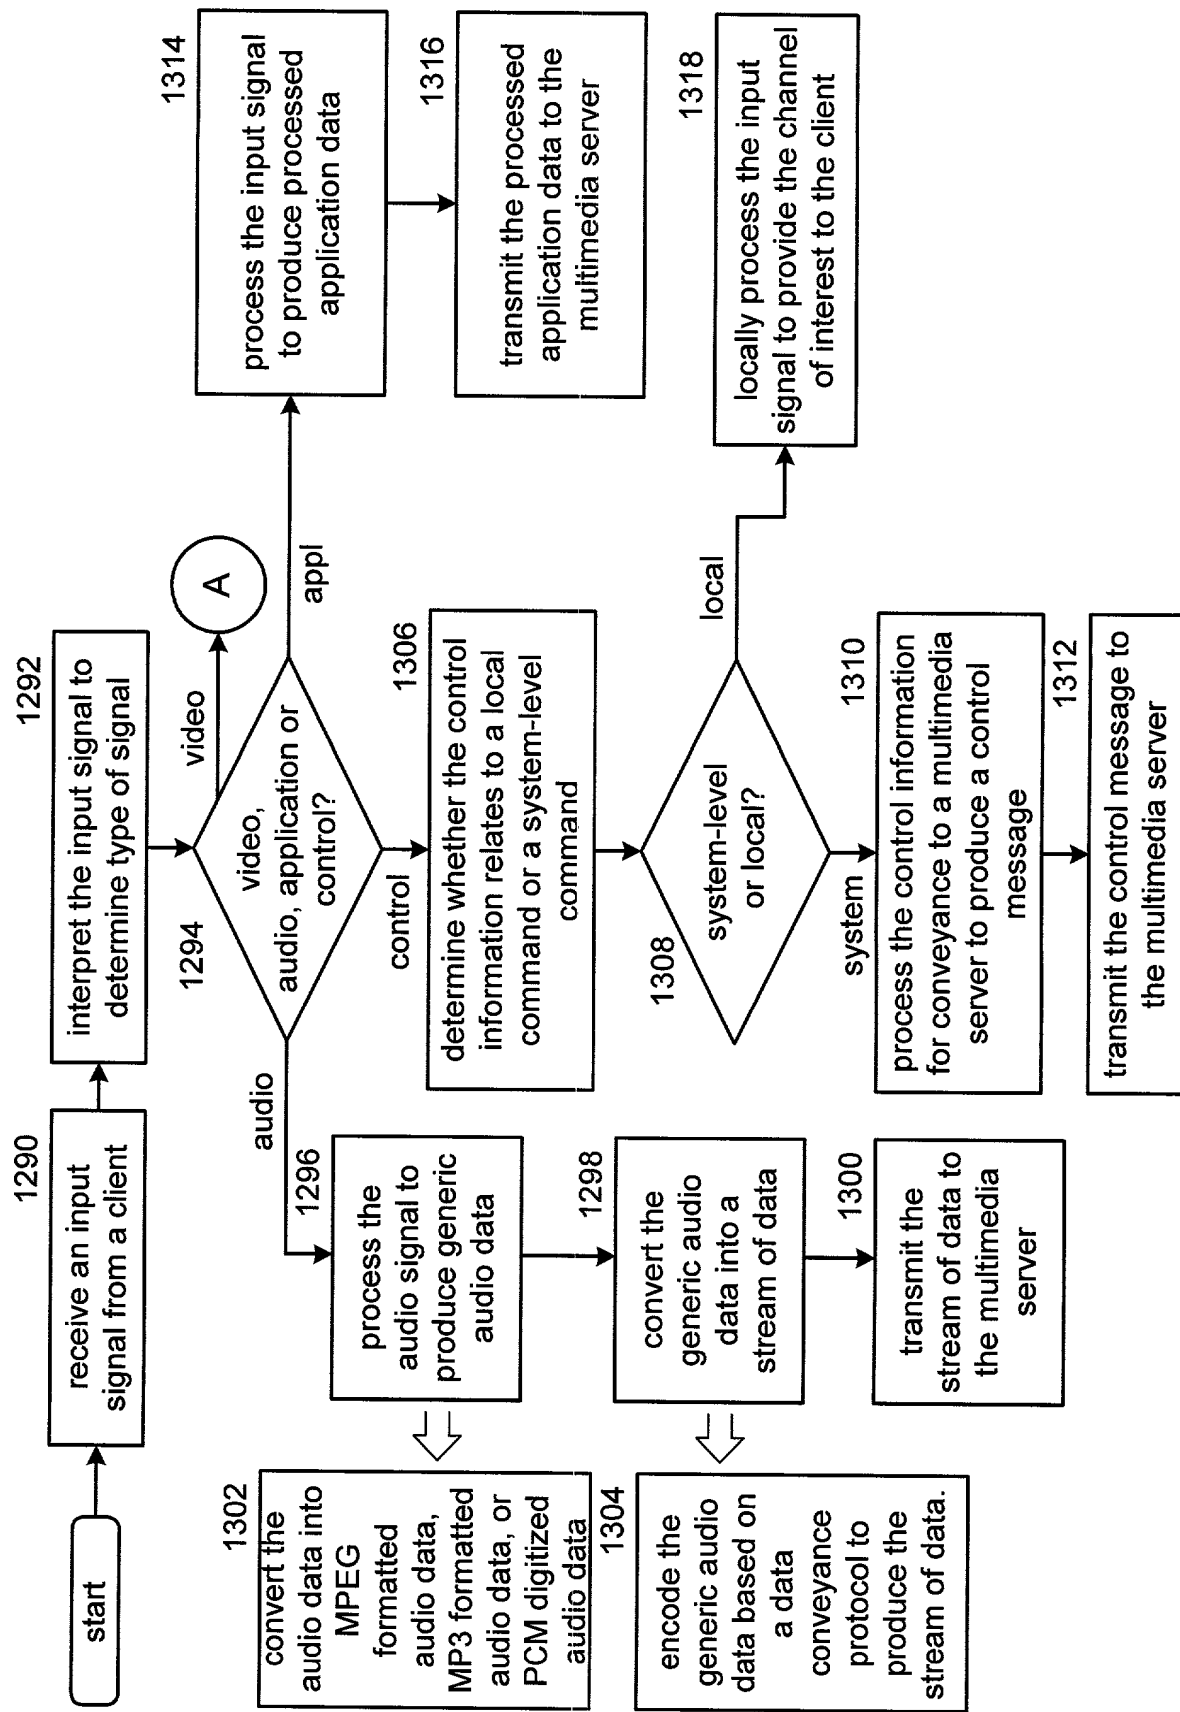 start
1290
receive an input
signal from a client
1292
interpret the input signal to
determine type of signal
1294
video,
audio, application or
control?
video
A
appl
1314
process the input signal
to produce processed
application data
1316
transmit the processed
application data to the
multimedia server
audio
1296
process the
audio signal to
produce generic
audio data
1302
convert the
audio data into
MPEG
formatted
audio data,
MP3 formatted
audio data, or
PCM digitized
audio data
1298
convert the
generic audio
data into a
stream of data
1304
encode the
generic audio
data based on
a data
conveyance
protocol to
produce the
stream of data.
1300
transmit the
stream of data to
the multimedia
server
control
1306
determine whether the control
information relates to a local
command or a system-level
command
1308
system-level
or local?
local
1318
locally process the input
signal to provide the channel
of interest to the client
system
1310
process the control information
for conveyance to a multimedia
server to produce a control
message
1312
transmit the control message to
the multimedia server